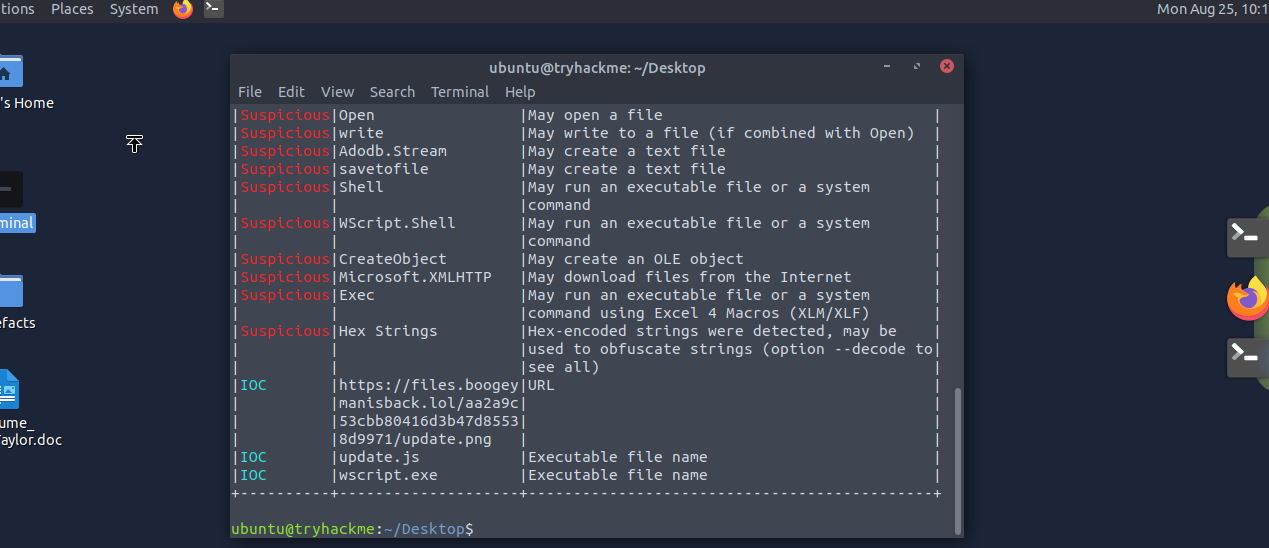 tions Places System
Mon Aug 25, 10:1
's Home
minal
efacts
ume_
aylor.doc
ubuntu@tryhackme: ~/Desktop
File Edit View Search Terminal Help
|Suspicious|Open                |May open a file                              |
|Suspicious|write               |May write to a file (if combined with Open)  |
|Suspicious|Adodb.Stream        |May create a text file                       |
|Suspicious|savetofile          |May create a text file                       |
|Suspicious|Shell               |May run an executable file or a system       |
|          |                    |command                                      |
|Suspicious|WScript.Shell       |May run an executable file or a system       |
|          |                    |command                                      |
|Suspicious|CreateObject        |May create an OLE object                     |
|Suspicious|Microsoft.XMLHTTP   |May download files from the Internet         |
|Suspicious|Exec                |May run an executable file or a system       |
|          |                    |command using Excel 4 Macros (XLM/XLF)       |
|Suspicious|Hex Strings         |Hex-encoded strings were detected, may be    |
|          |                    |used to obfuscate strings (option --decode to|
|          |                    |see all)                                     |
|IOC       |https://files.boogey|URL                                          |
|          |manisback.lol/aa2a9c|                                             |
|          |53cbb80416d3b47d8553|                                             |
|          |8d9971/update.png   |                                             |
|IOC       |update.js           |Executable file name                         |
|IOC       |wscript.exe         |Executable file name                         |
+----------+--------------------+---------------------------------------------+
ubuntu@tryhackme:~/Desktop$